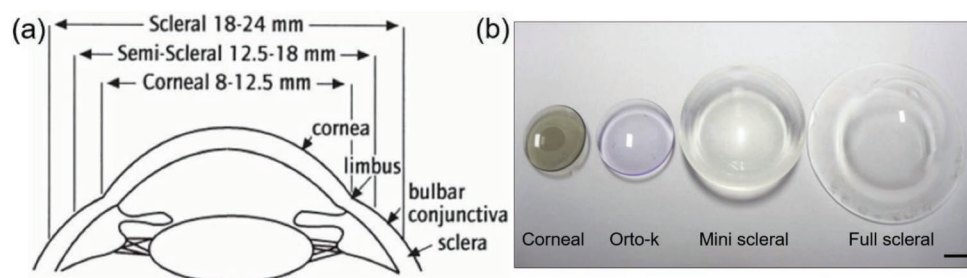 (a)
Scleral 18-24 mm
Semi-Scleral 12.5-18 mm
Corneal 8-12.5 mm
cornea
limbus
bulbar
conjunctiva
sclera
(b)
Corneal
Orto-k
Mini scleral
Full scleral